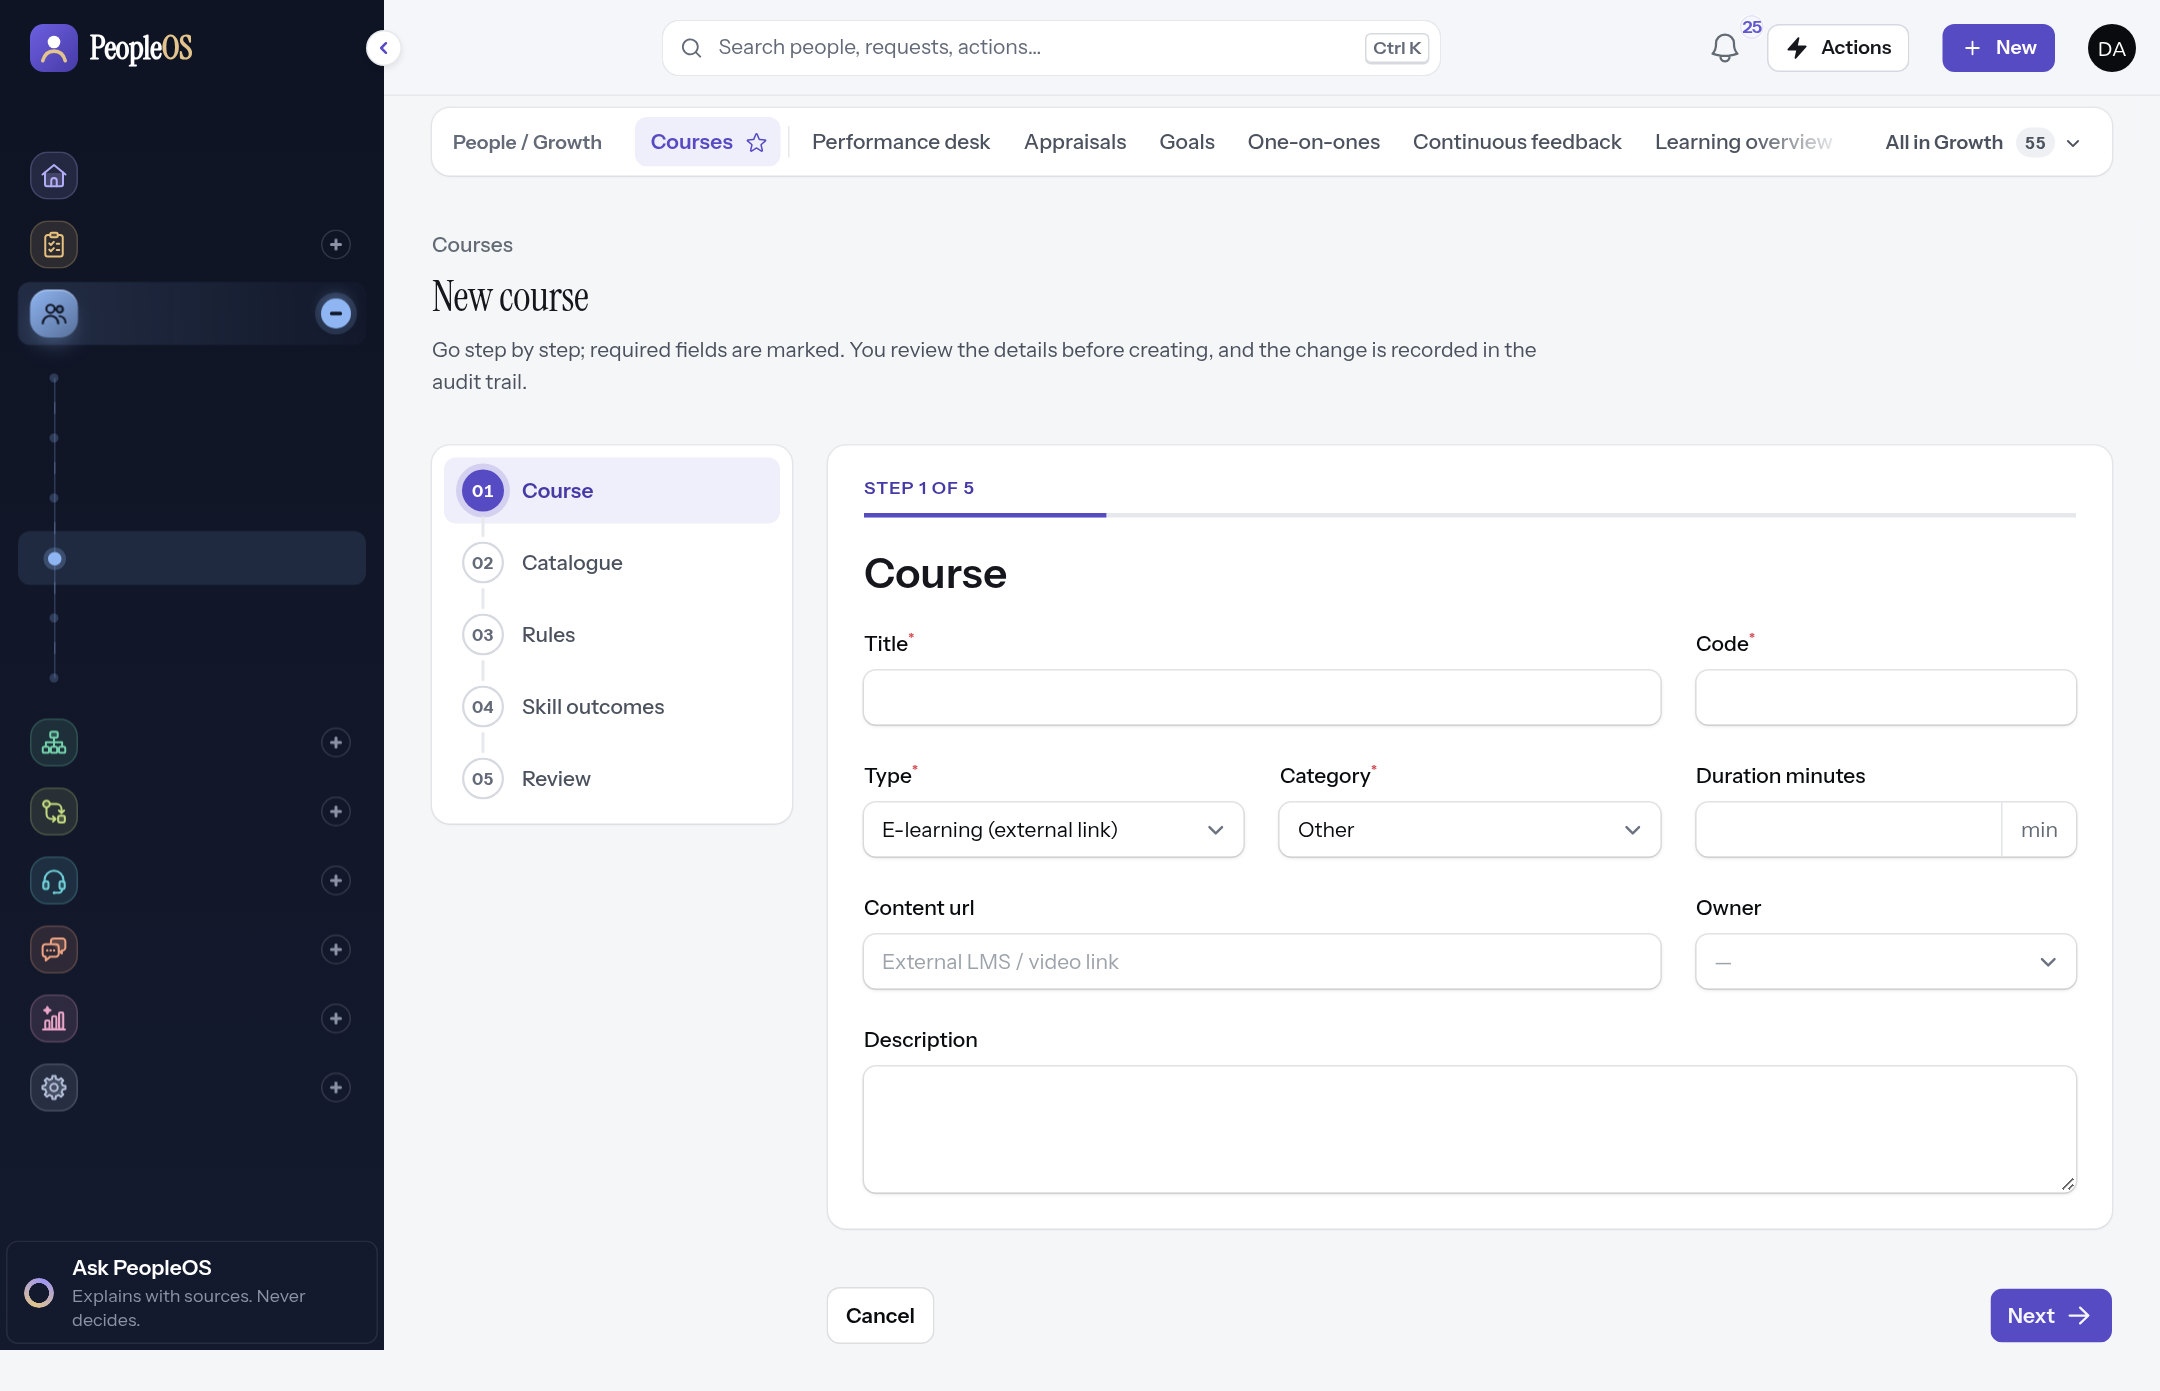 PeopleOS
Search people, requests, actions...
Ctrl K
25
Actions
New
DA
People / Growth
Courses
Performance desk
Appraisals
Goals
One-on-ones
Continuous feedback
Learning overview
All in Growth
55
Courses
New course
Go step by step; required fields are marked. You review the details before creating, and the change is recorded in the
audit trail.
01 Course
02 Catalogue
03 Rules
04 Skill outcomes
05 Review
STEP 1 OF 5
Course
Title*
Code*
Type*
Category*
Duration minutes
E-learning (external link)
Other
min
Content url
Owner
External LMS / video link
—
Description
Ask PeopleOS
Explains with sources. Never
decides.
Cancel
Next